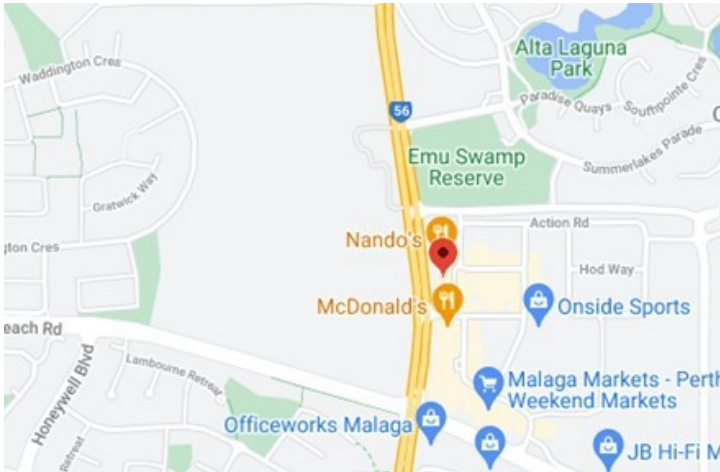 Alta Laguna
Park
Waddington Cres
Paradise Quays
Southpointe Cres
56
Emu Swamp
Reserve
Summerlakes Parade
Gratwick Way
Action Rd
Nando's
gton Cres
Hod Way
McDonald's
Onside Sports
each Rd
Honeywell Blvd
Lambourne Retreat
Malaga Markets - Perth
Weekend Markets
Officeworks Malaga
Retreat
JB Hi-Fi M